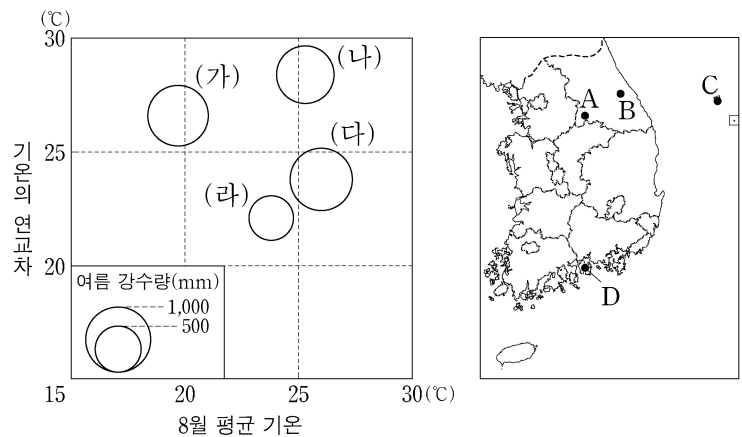 (℃)
30
(가)
(나)
(다)
(라)
25
20
기온의 연교차
여름 강수량(mm)
1,000
500
15
20
25
30(℃)
8월 평균 기온
A
B
C
D